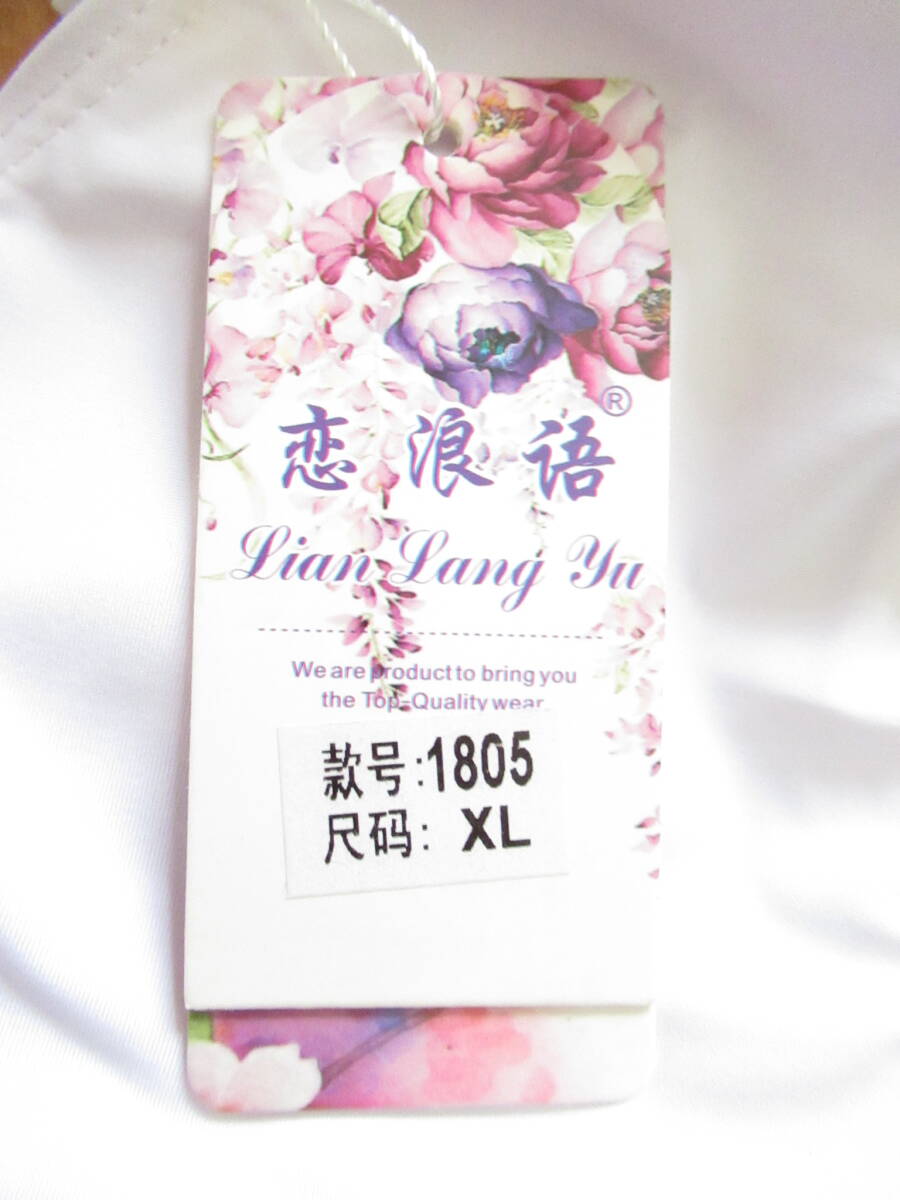 恋浪语®
Lian Lang Yu
We are product to bring you
the Top-Quality wear.
款号:1805
尺码: XL